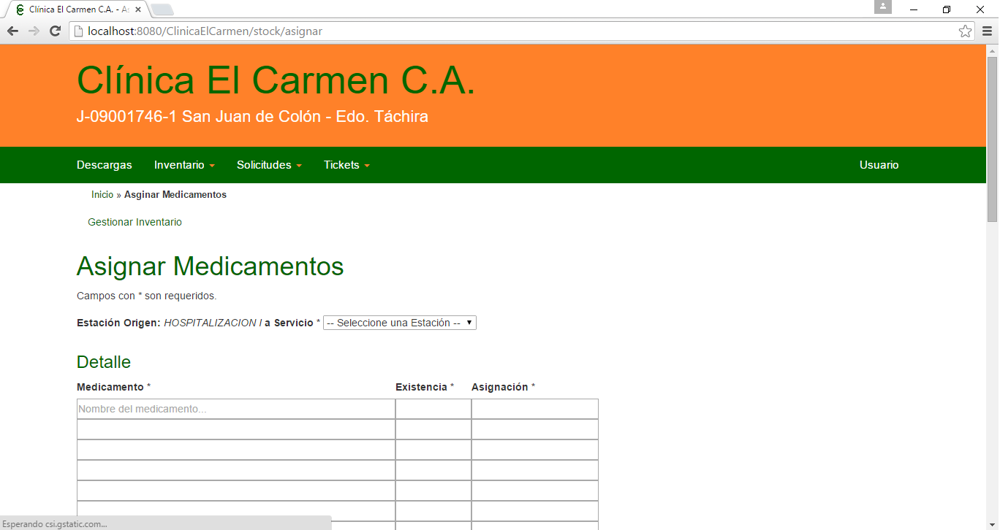 Clínica El Carmen C.A. - As
localhost:8080/ClinicaElCarmen/stock/asignar
Clínica El Carmen C.A.
J-09001746-1 San Juan de Colón - Edo. Táchira
Descargas Inventario Solicitudes Tickets Usuario
Inicio » Asginar Medicamentos
Gestionar Inventario
Asignar Medicamentos
Campos con * son requeridos.
Estación Origen: HOSPITALIZACION I a Servicio * -- Seleccione una Estación --
Detalle
Medicamento * Existencia * Asignación *
Nombre del medicamento...
Esperando csi.gstatic.com...